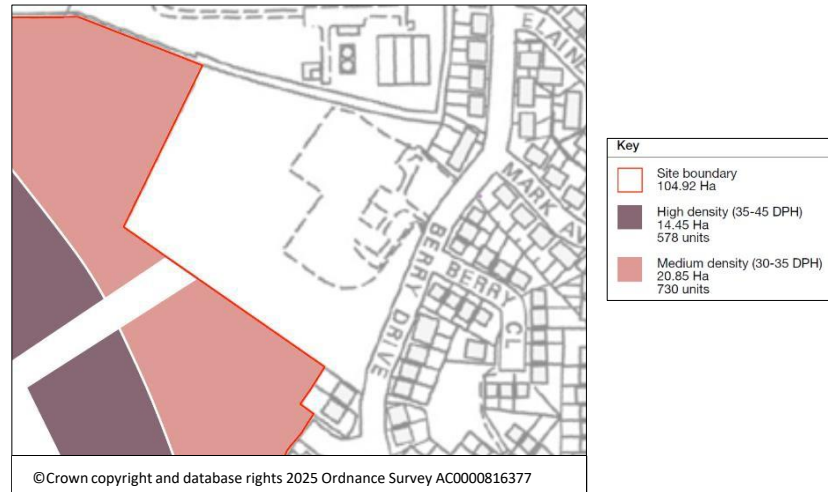 ELAINE
MARK AV
BERRY DRIVE
BERRY CL
©Crown copyright and database rights 2025 Ordnance Survey AC0000816377
Key
Site boundary
104.92 Ha
High density (35-45 DPH)
14.45 Ha
578 units
Medium density (30-35 DPH)
20.85 Ha
730 units